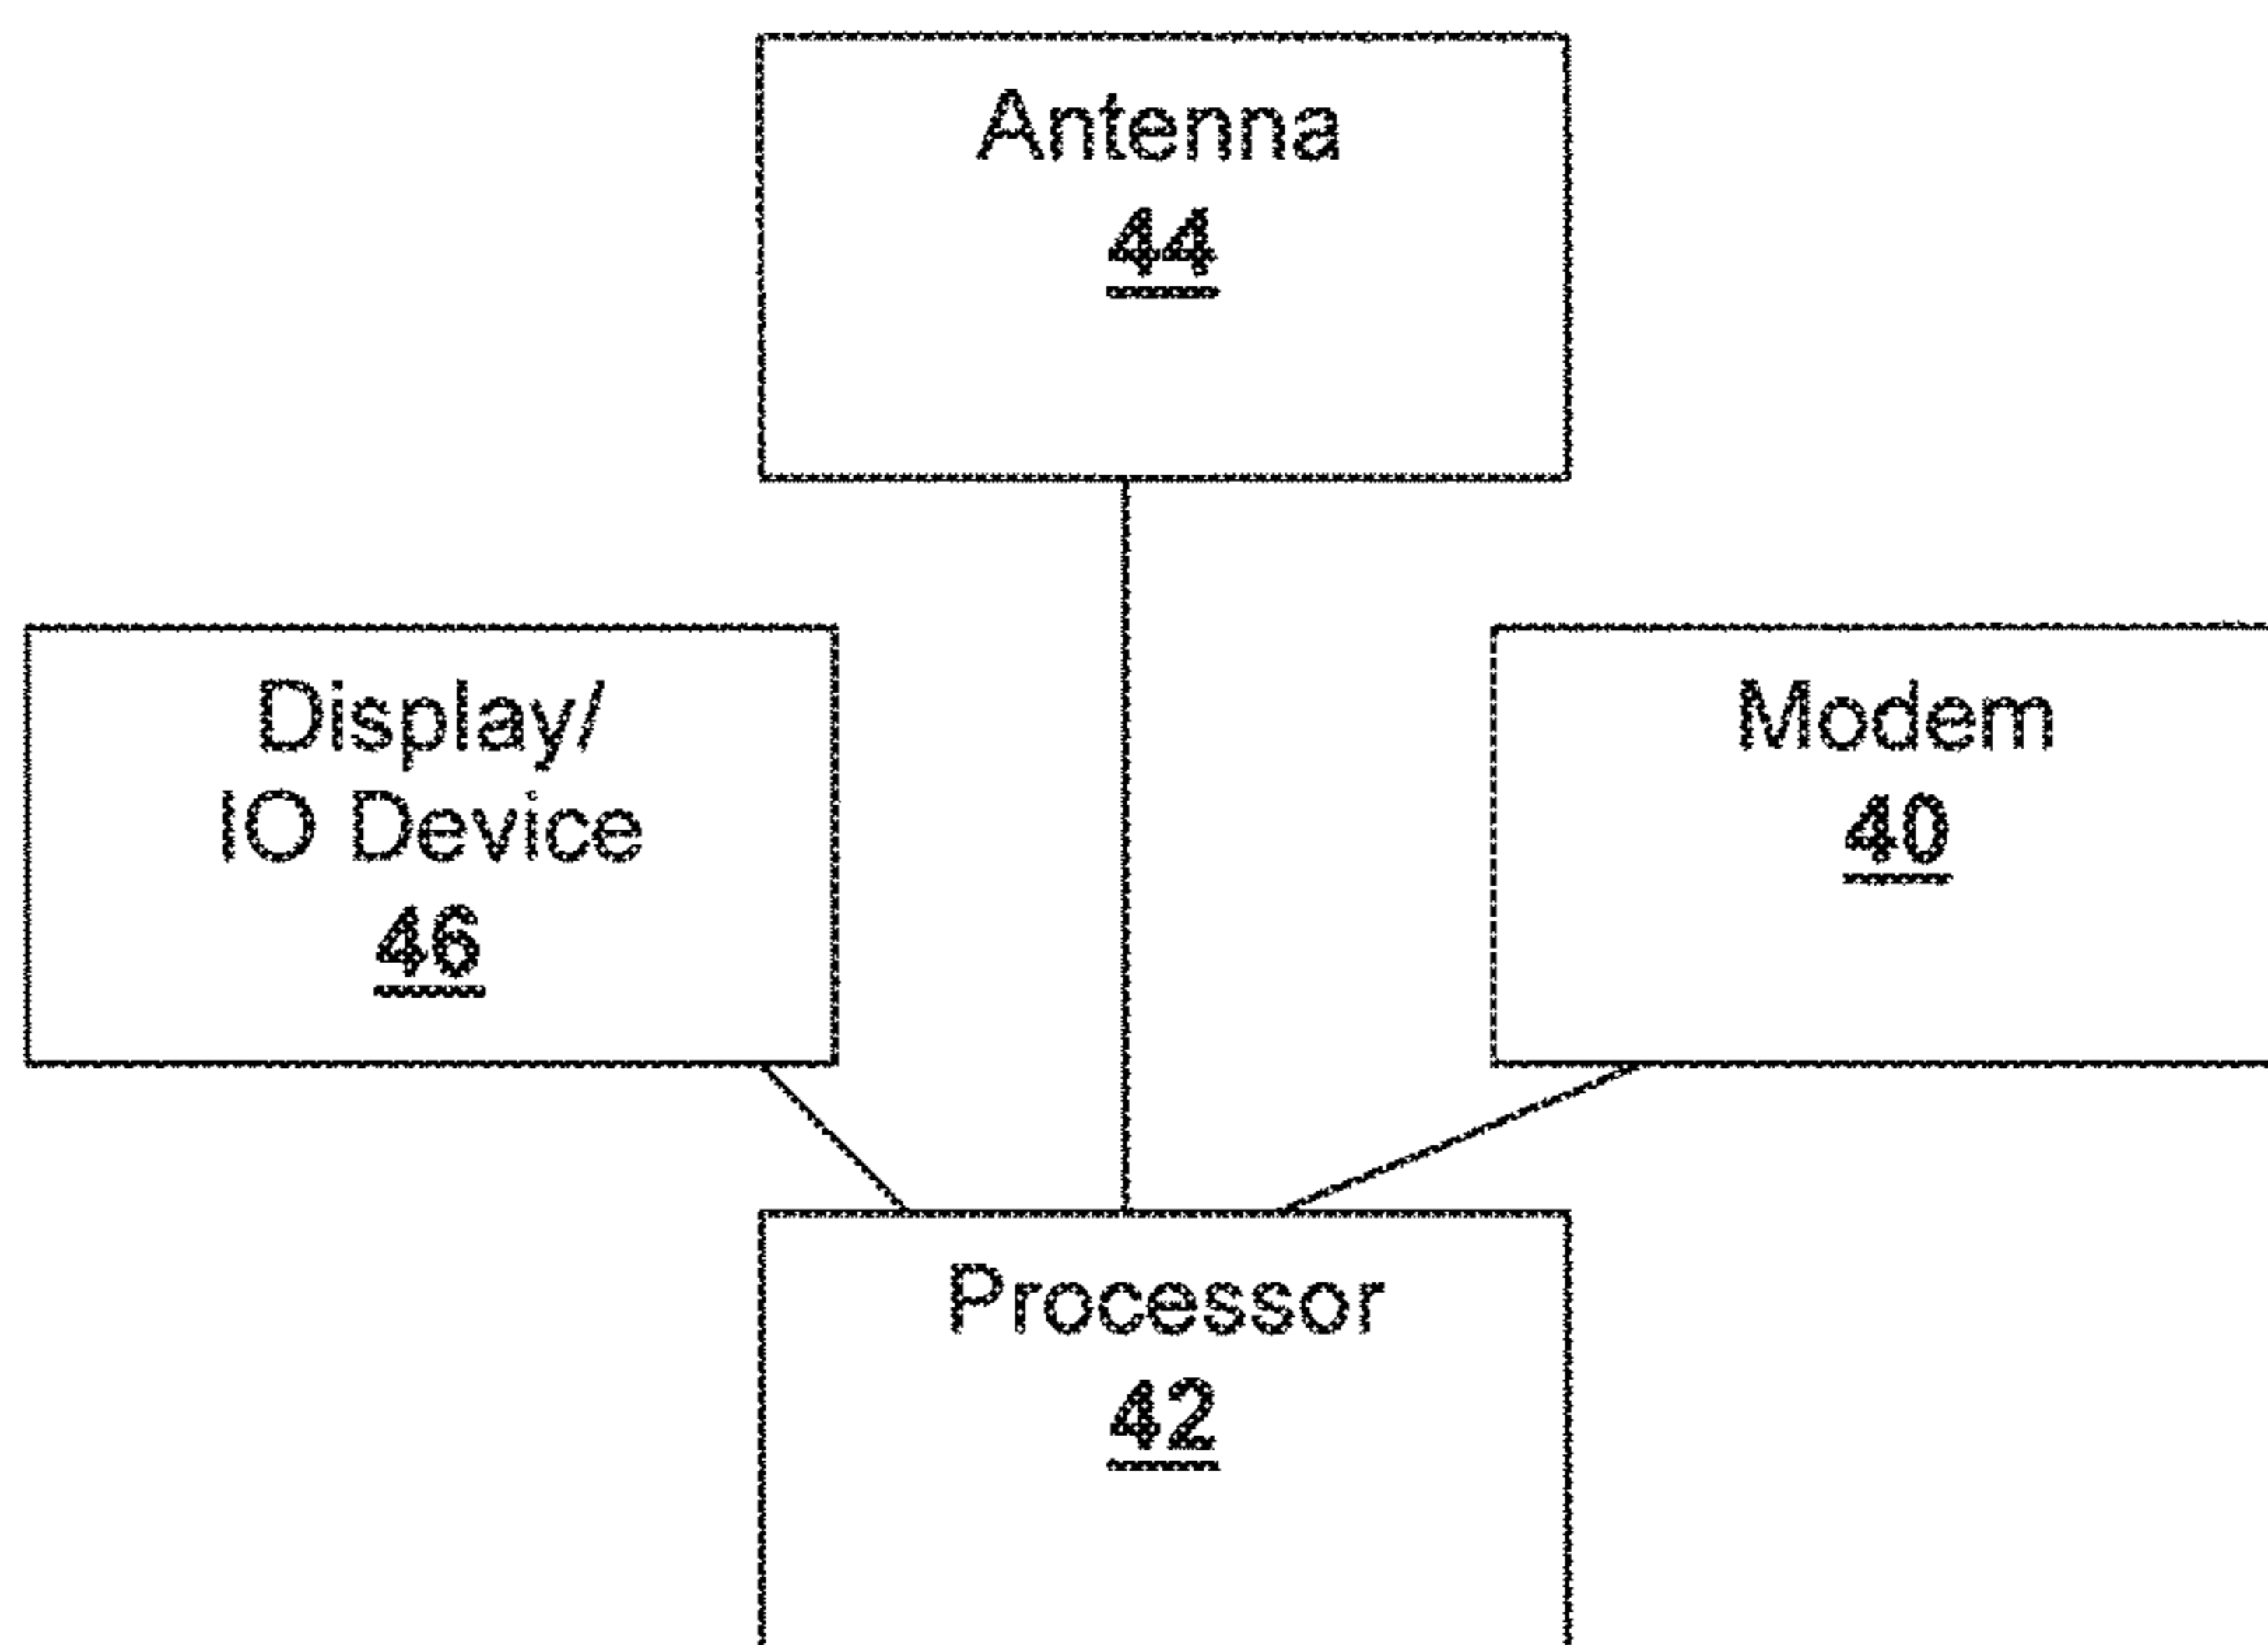 Antenna
44
Display/
IO Device
46
Modem
40
Processor
42